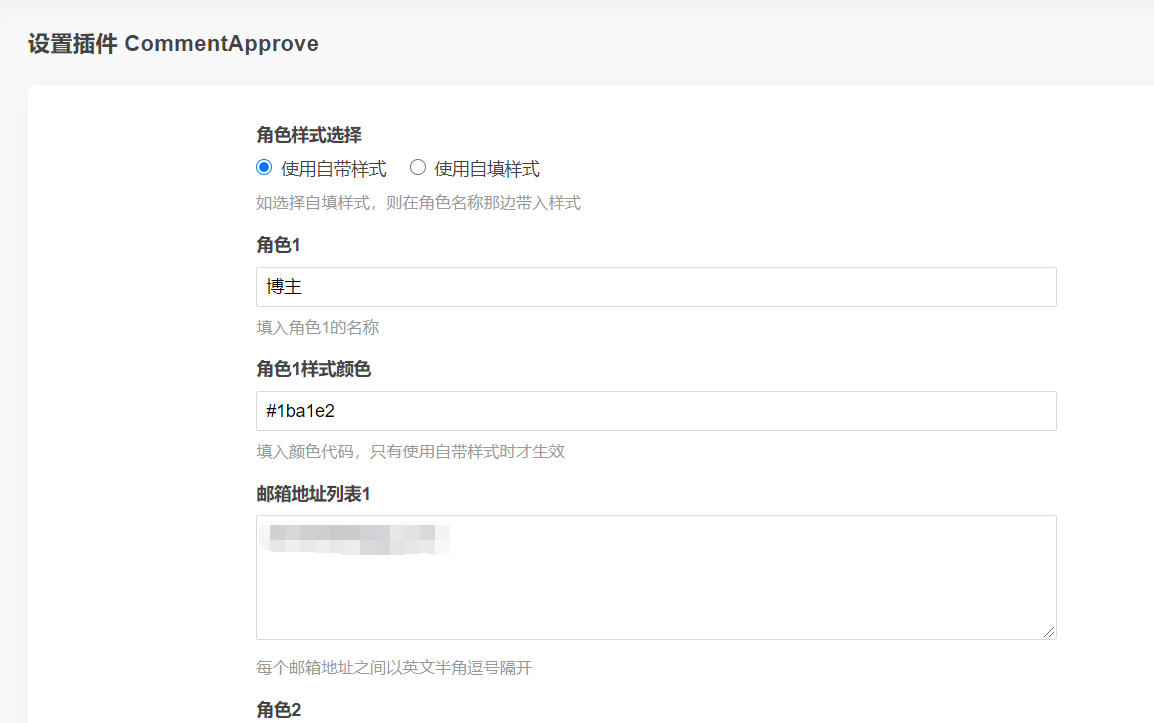 设置插件 CommentApprove
角色样式选择
使用自带样式 使用自填样式
如选择自填样式，则在角色名称那边带入样式
角色1
博主
填入角色1的名称
角色1样式颜色
#1ba1e2
填入颜色代码，只有使用自带样式时才生效
邮箱地址列表1
每个邮箱地址之间以英文半角逗号隔开
角色2